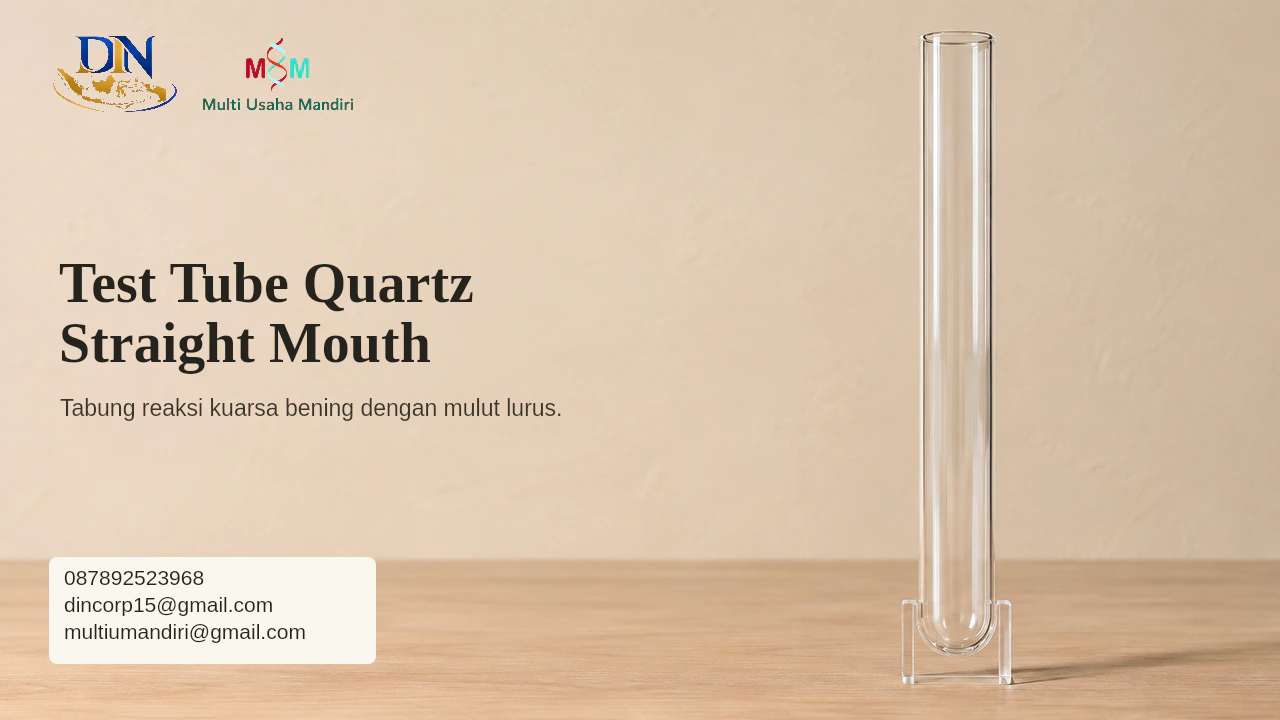 DIN
MSM
Multi Usaha Mandiri
Test Tube Quartz
Straight Mouth
Tabung reaksi kuarsa bening dengan mulut lurus.
087892523968
dincorp15@gmail.com
multiumandiri@gmail.com